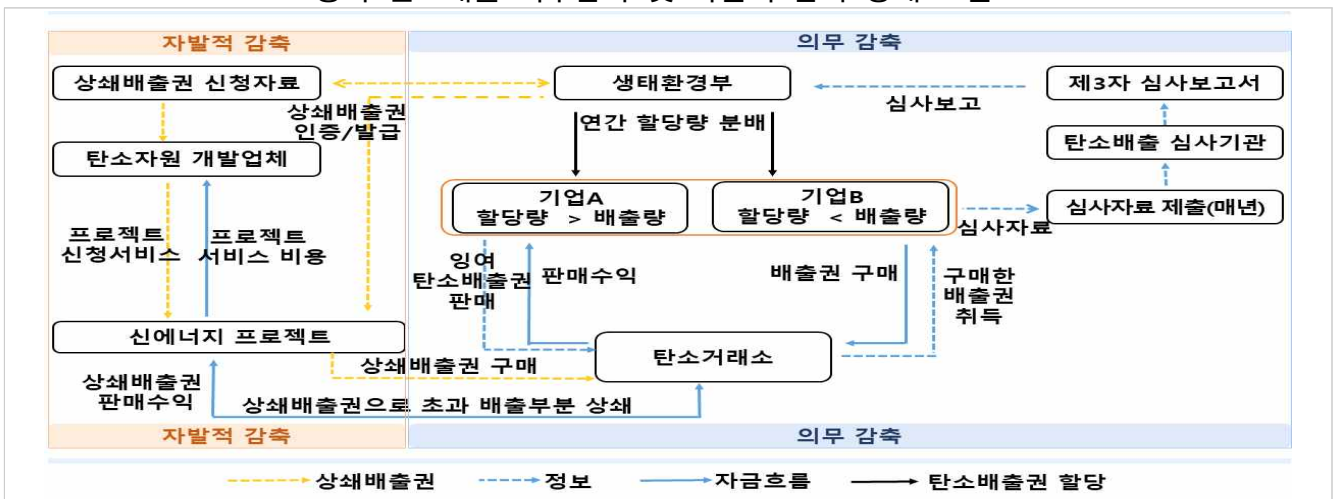 자발적 감축
의무 감축
상쇄배출권 신청자료
생태환경부
제3자 심사보고서
심사보고
상쇄배출권
인증/발급
연간 할당량 분배
탄소배출 심사기관
탄소자원 개발업체
기업A
할당량 > 배출량
기업B
할당량 < 배출량
심사자료 제출(매년)
심사자료
프로젝트
신청서비스
프로젝트
서비스 비용
잉여
탄소배출권
판매
판매수익
배출권 구매
구매한
배출권
취득
신에너지 프로젝트
탄소거래소
상쇄배출권 구매
상쇄배출권
판매수익
상쇄배출권으로 초과 배출부분 상쇄
자발적 감축
의무 감축
상쇄배출권
정보
자금흐름
탄소배출권 할당